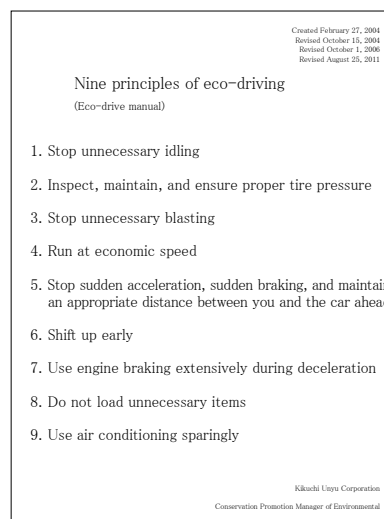 Created February 27, 2004
Revised October 15, 2004
Revised October 1, 2006
Revised August 25, 2011
Nine principles of eco-driving
(Eco-drive manual)
1. Stop unnecessary idling
2. Inspect, maintain, and ensure proper tire pressure
3. Stop unnecessary blasting
4. Run at economic speed
5. Stop sudden acceleration, sudden braking, and maintain
an appropriate distance between you and the car ahead
6. Shift up early
7. Use engine braking extensively during deceleration
8. Do not load unnecessary items
9. Use air conditioning sparingly
Kikuchi Unyu Corporation
Conservation Promotion Manager of Environmental